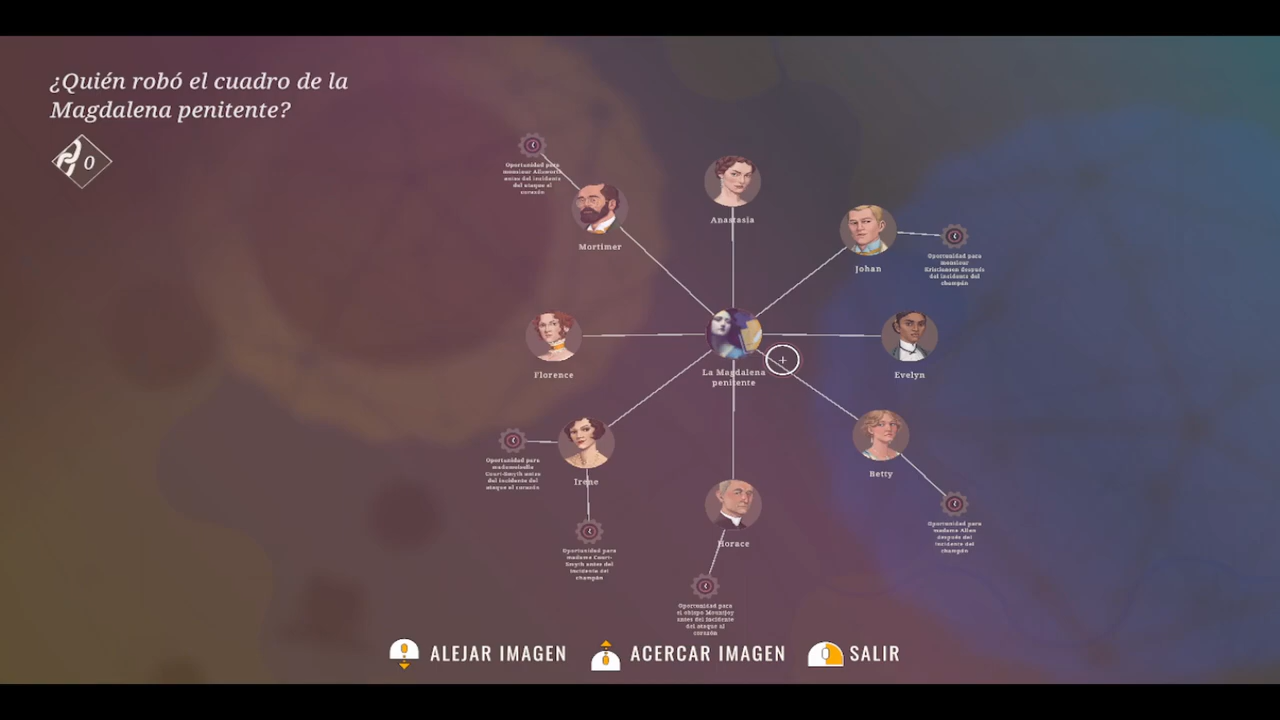 ¿Quién robó el cuadro de la
Magdalena penitente?
0
Oportunidad para
monsieur Allsworth
antes del incidente
del ataque al
corazón
Mortimer
Anastasia
Johan
Oportunidad para
monsieur
Kristiansen después
del incidente del
champán
Florence
La Magdalena
penitente
Evelyn
Irene
Oportunidad para
mademoiselle
Court-Smyth antes
del incidente del
ataque al corazón
Betty
Oportunidad para
madame Allen
después del
incidente del
champán
Horace
Oportunidad para
madame Court-
Smyth antes del
incidente del
champán
Oportunidad para
el obispo Mountjoy
antes del incidente
del ataque al
corazón
ALEJAR IMAGEN
ACERCAR IMAGEN
SALIR